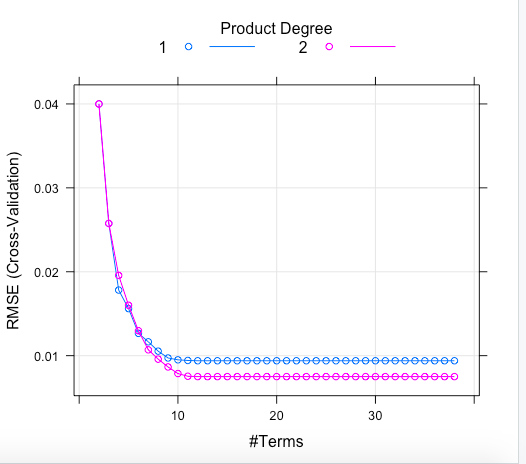 Product Degree
1 2
0.04
0.03
0.02
0.01
RMSE (Cross-Validation)
10 20 30
#Terms